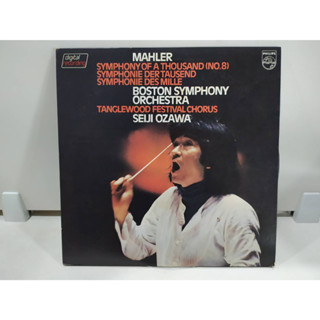 digital
recording
MAHLER
SYMPHONY OF A THOUSAND (NO.8)
SYMPHONIE DER TAUSEND
SYMPHONIE DES MILLE
BOSTON SYMPHONY
ORCHESTRA
TANGLEWOOD FESTIVAL CHORUS
SEIJI OZAWA
PHILIPS